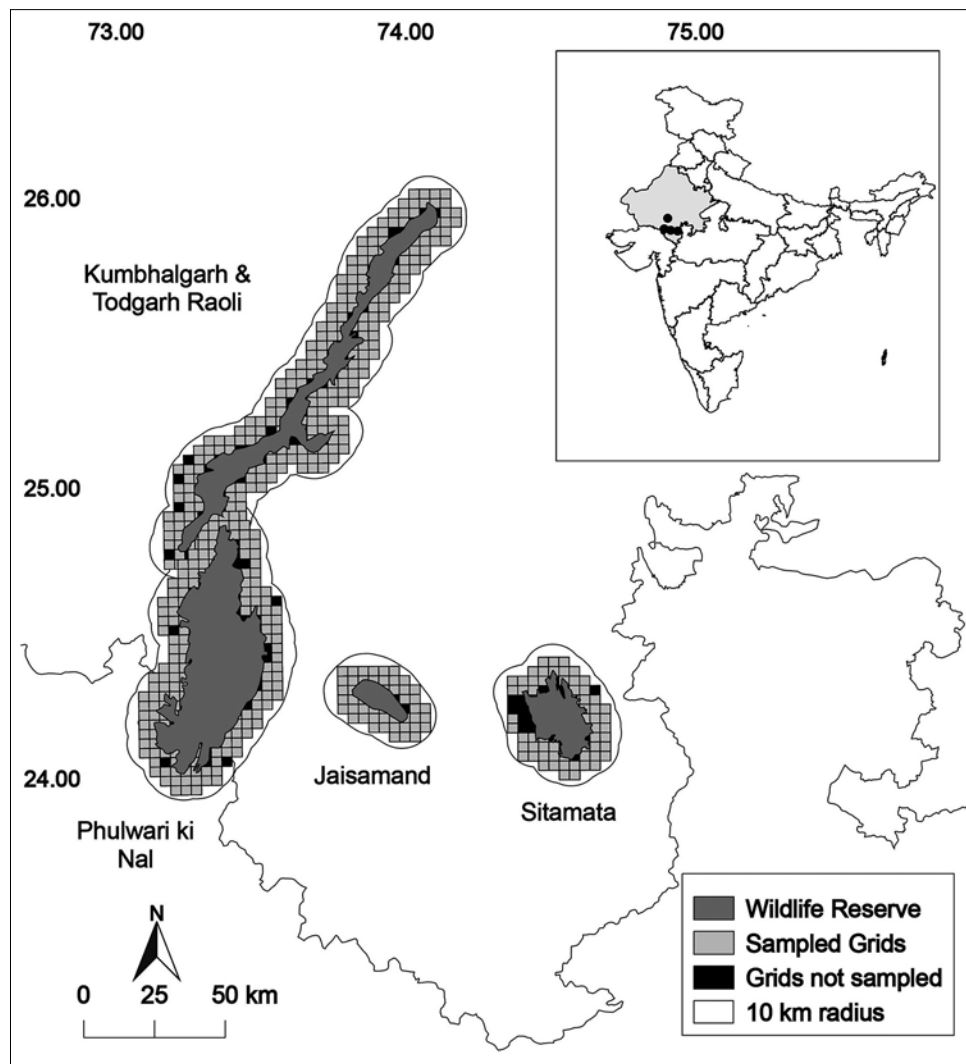 73.00 74.00 75.00
26.00
Kumbhalgarh &
Todgarh Raoli
25.00
24.00
Jaisamand
Sitamata
Phulwari ki
Nal
N
0 25 50 km
Wildlife Reserve
Sampled Grids
Grids not sampled
10 km radius